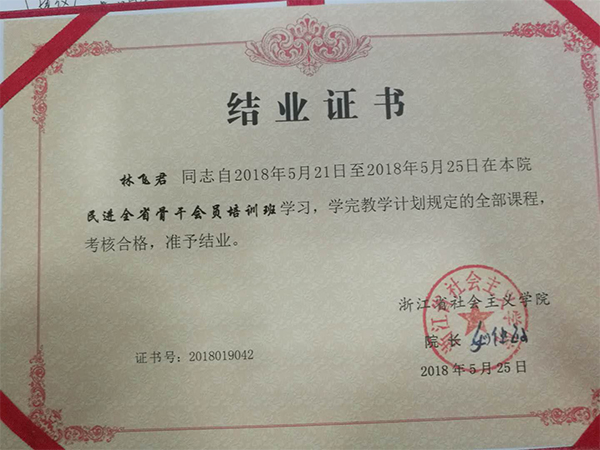 结业证书
林飞君 同志自2018年5月21日至2018年5月25日在本院
民进全省骨干会员培训班学习，学完教学计划规定的全部课程，
考核合格，准予结业。
浙江省社会主义学院
院 长
证书号：2018019042
2018年5月25日